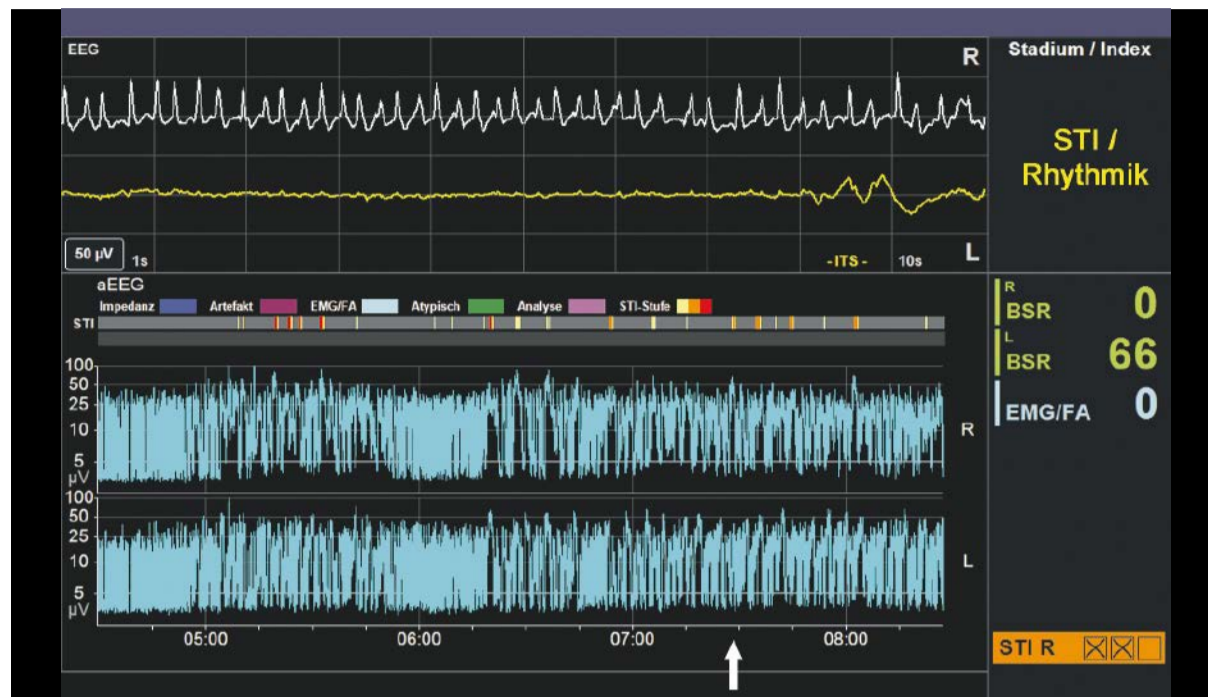 EEG
R
Stadium / Index
STI /
Rhythmik
50 µV
1s
-ITS-
10s
L
aEEG
Impedanz
Artefakt
EMG/FA
Atypisch
Analyse
STI-Stufe
STI
R
BSR
0
L
BSR
66
EMG/FA
0
100
50
25
10
5
µV
R
100
50
25
10
5
µV
L
05:00
06:00
07:00
08:00
STI R